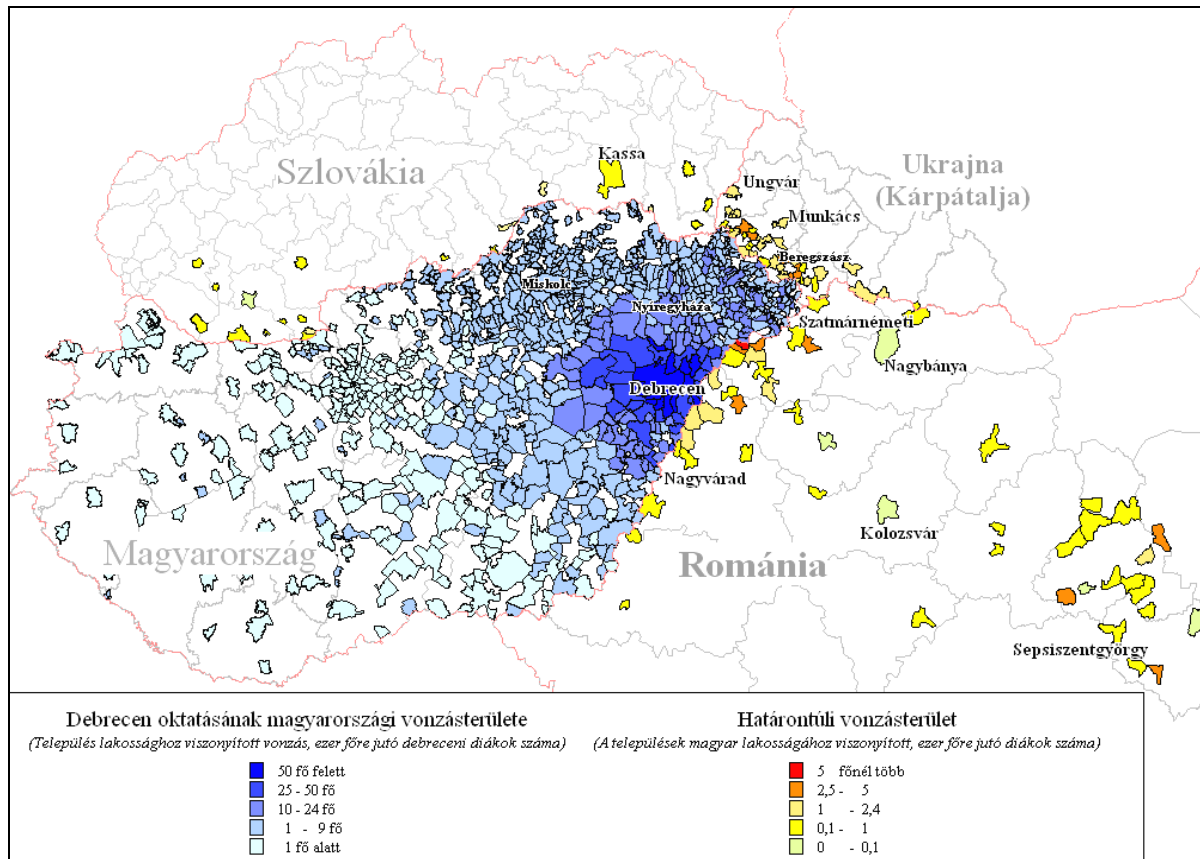 Kassa
Szlovákia
Ungvár
Ukrajna
(Kárpátalja)
Munkács
Beregszász
Miskolc
Nyíregyháza
Szatmárnémeti
Nagybánya
Debrecen
Nagyvárad
Kolozsvár
Magyarország
Románia
Sepsiszentgyörgy
Debrecen oktatásának magyarországi vonzásterülete
(Település lakossághoz viszonyított vonzás, ezer főre jutó debreceni diákok száma)
50 fő felett
25 - 50 fő
10 - 24 fő
1 - 9 fő
1 fő alatt
Határontúli vonzásterület
(A települések magyar lakosságához viszonyított, ezer főre jutó diákok száma)
5 főnél több
2,5 - 5
1 - 2,4
0,1 - 1
0 - 0,1